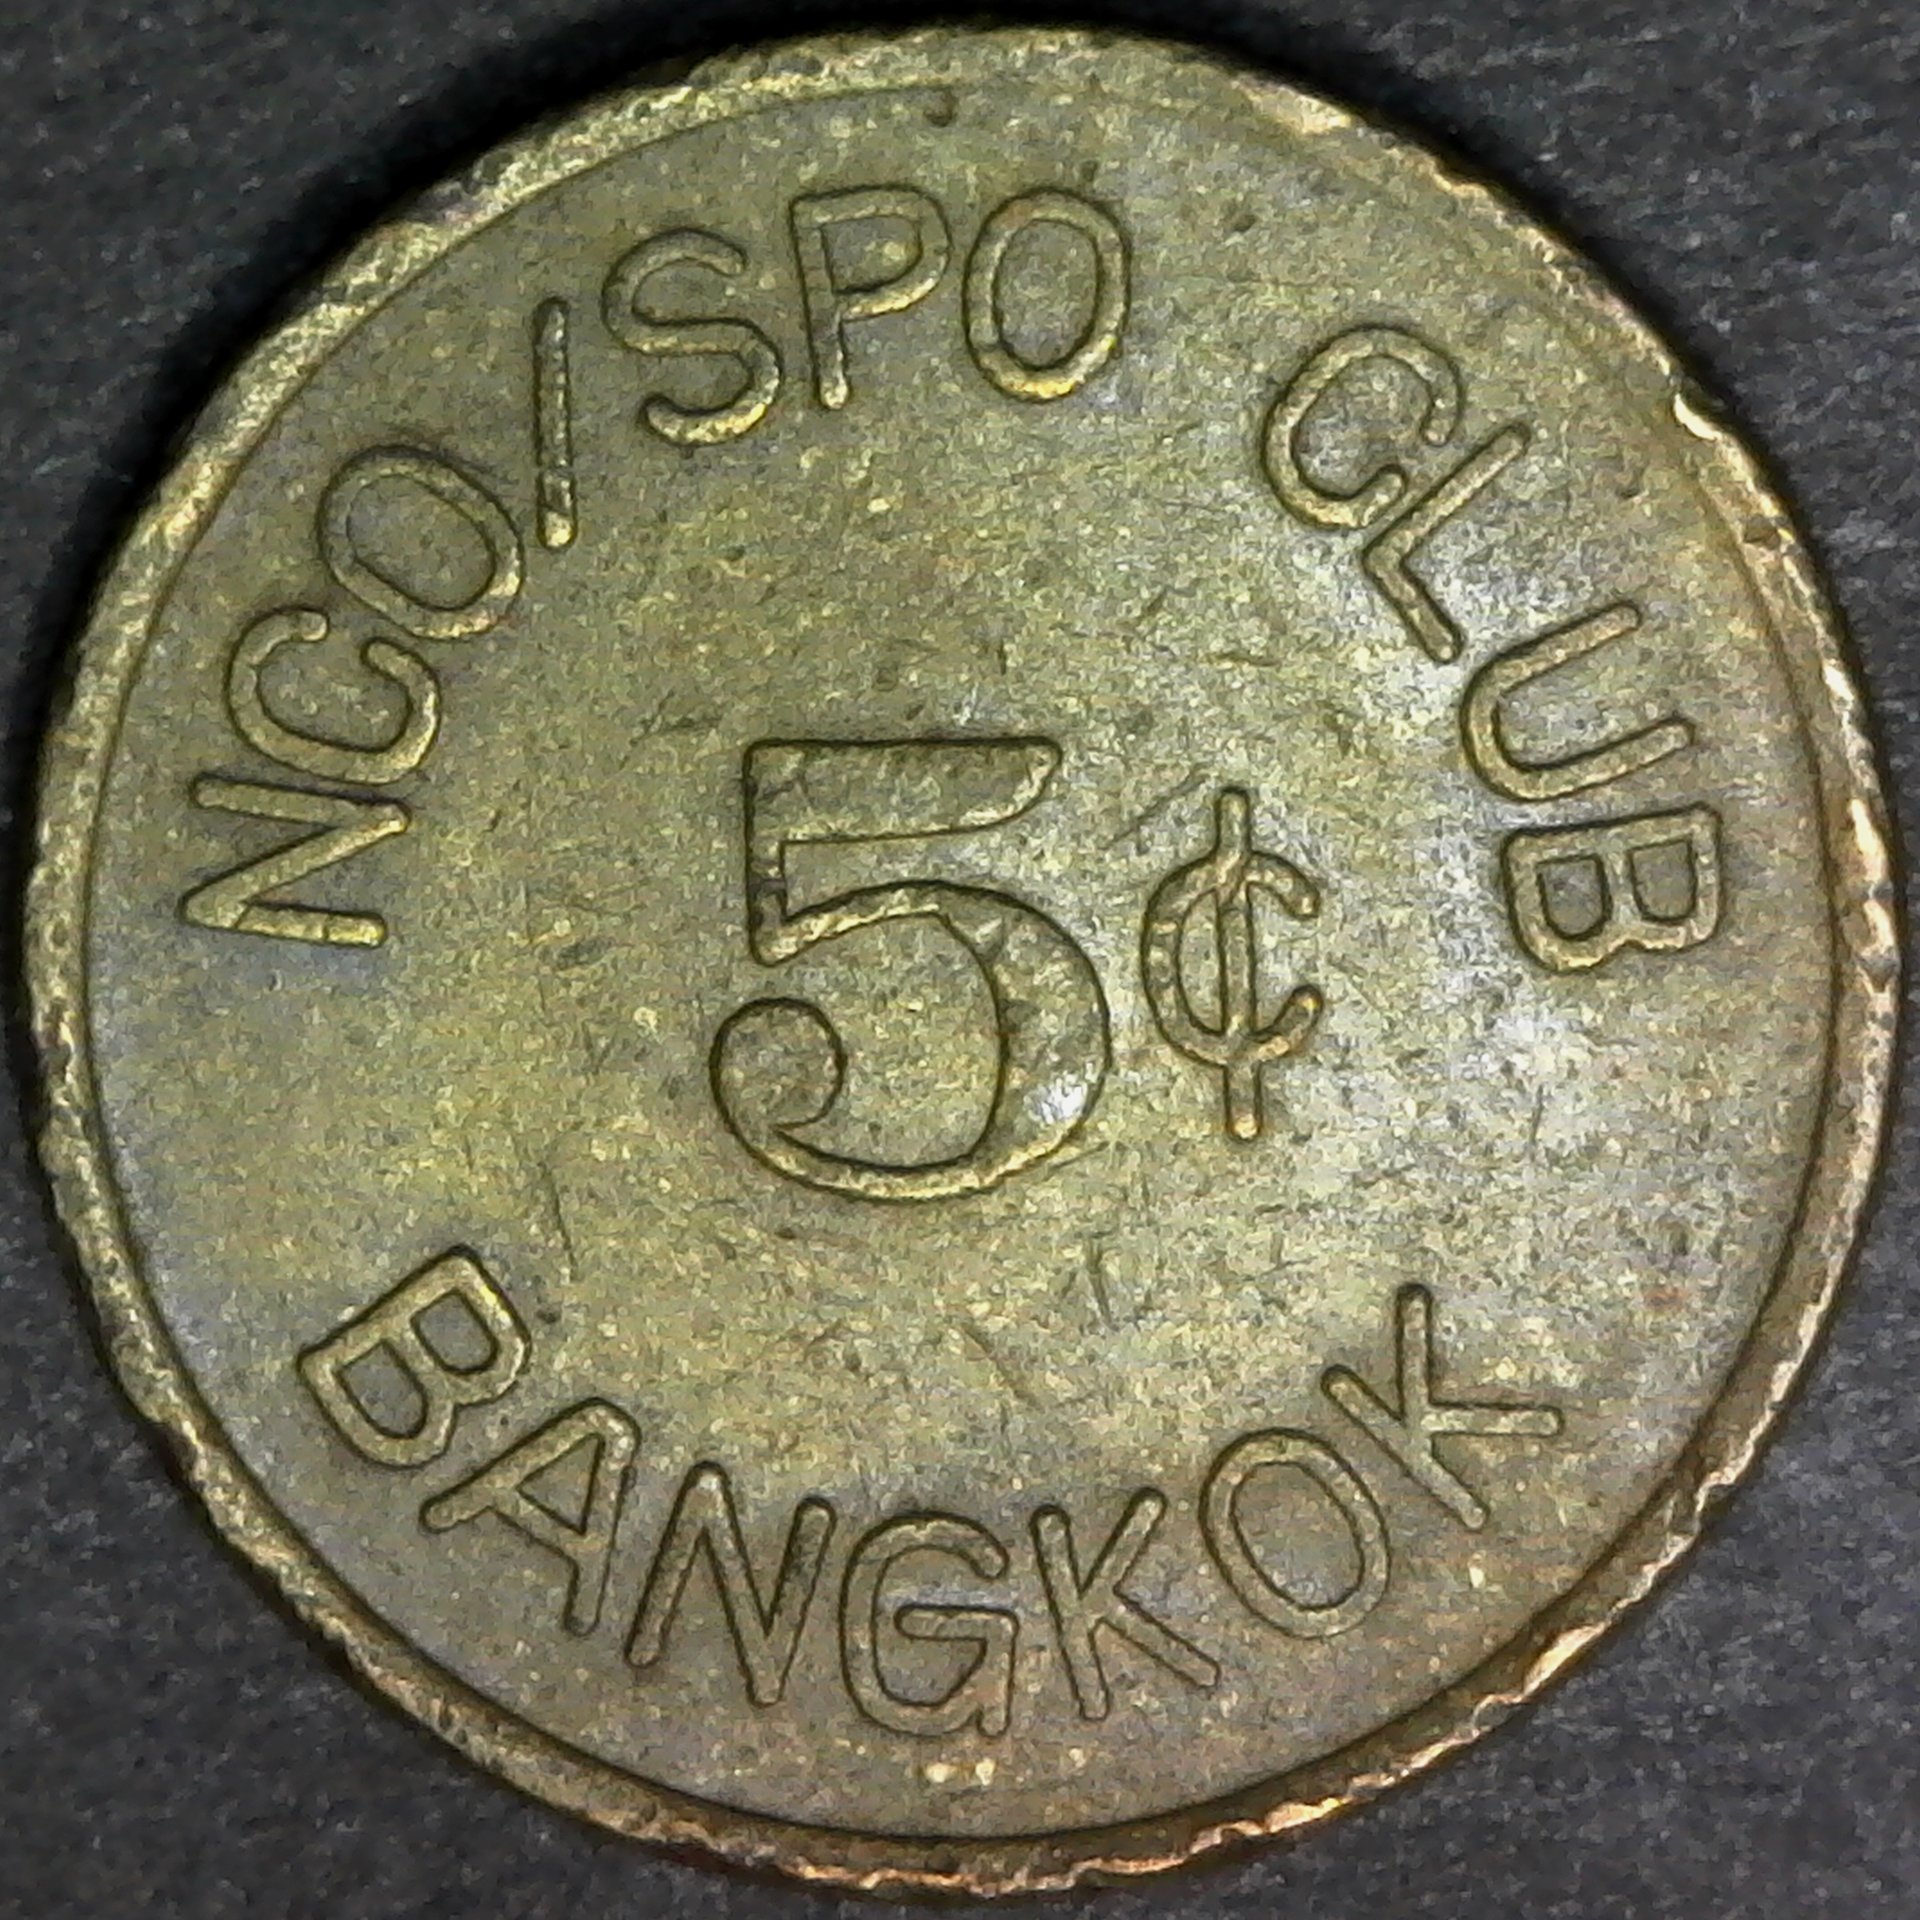 NCO/SPO CLUB
5¢
BANGKOK